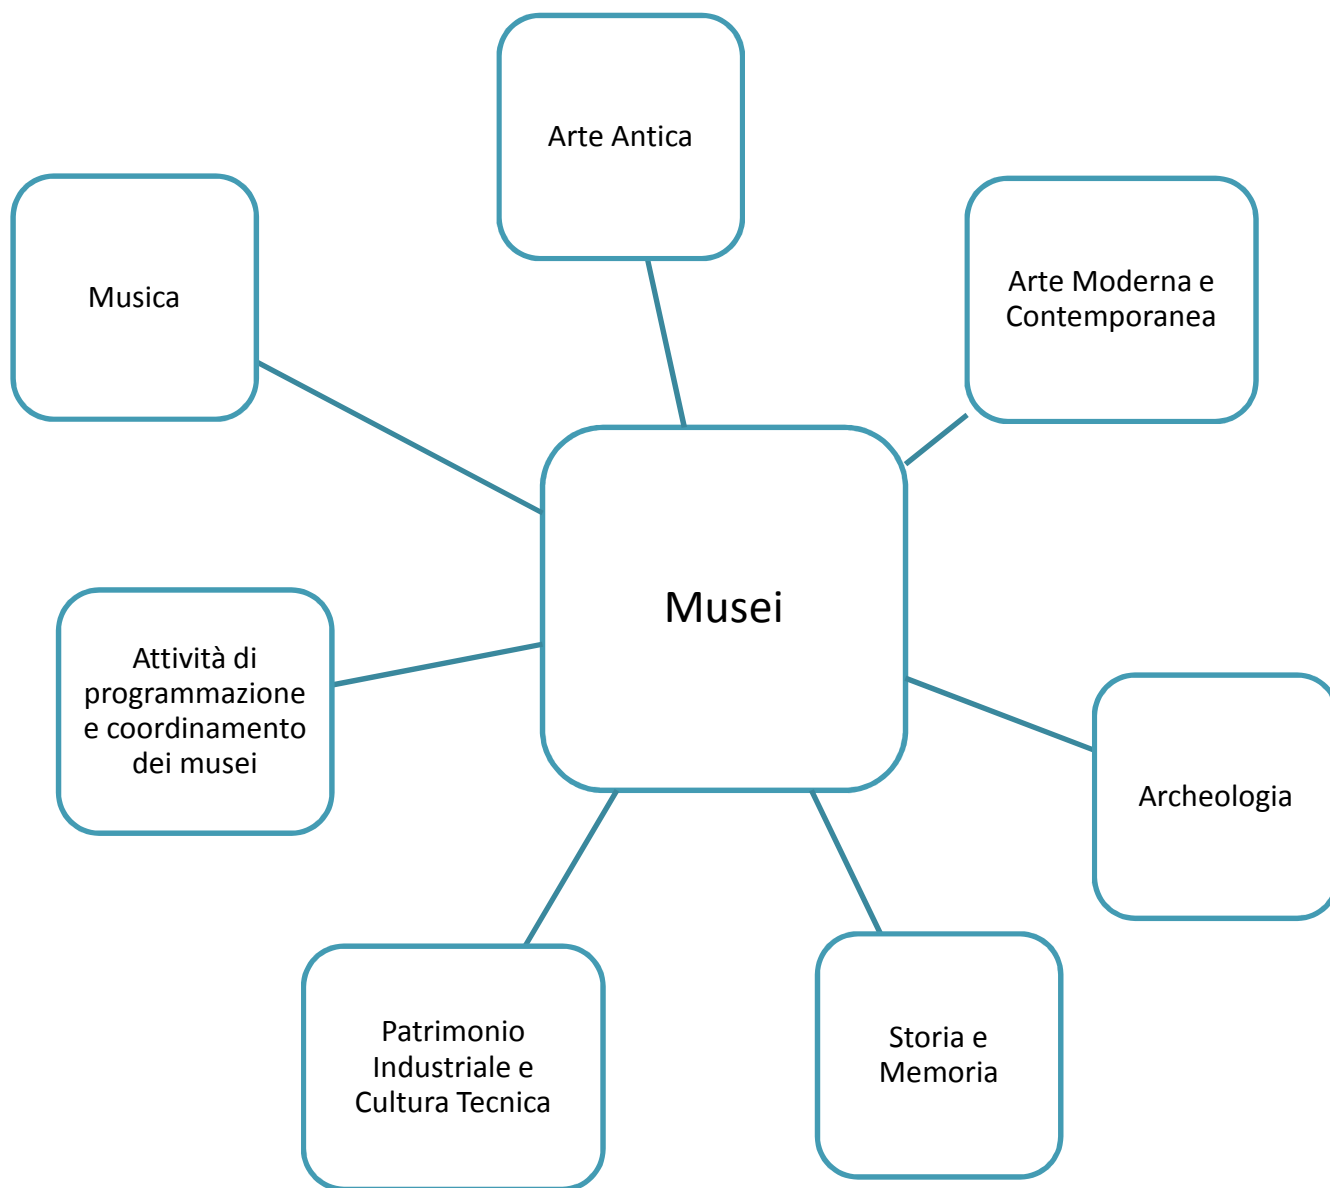 Arte Antica
Musica
Arte Moderna e
Contemporanea
Musei
Attività di
programmazione
e coordinamento
dei musei
Archeologia
Patrimonio
Industriale e
Cultura Tecnica
Storia e
Memoria